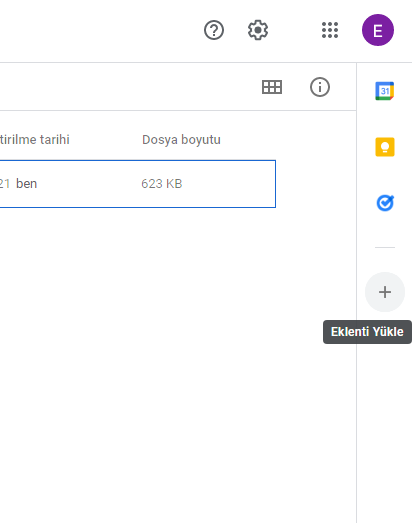 E
31
tirilme tarihi Dosya boyutu
21 ben 623 KB
Eklenti Yükle